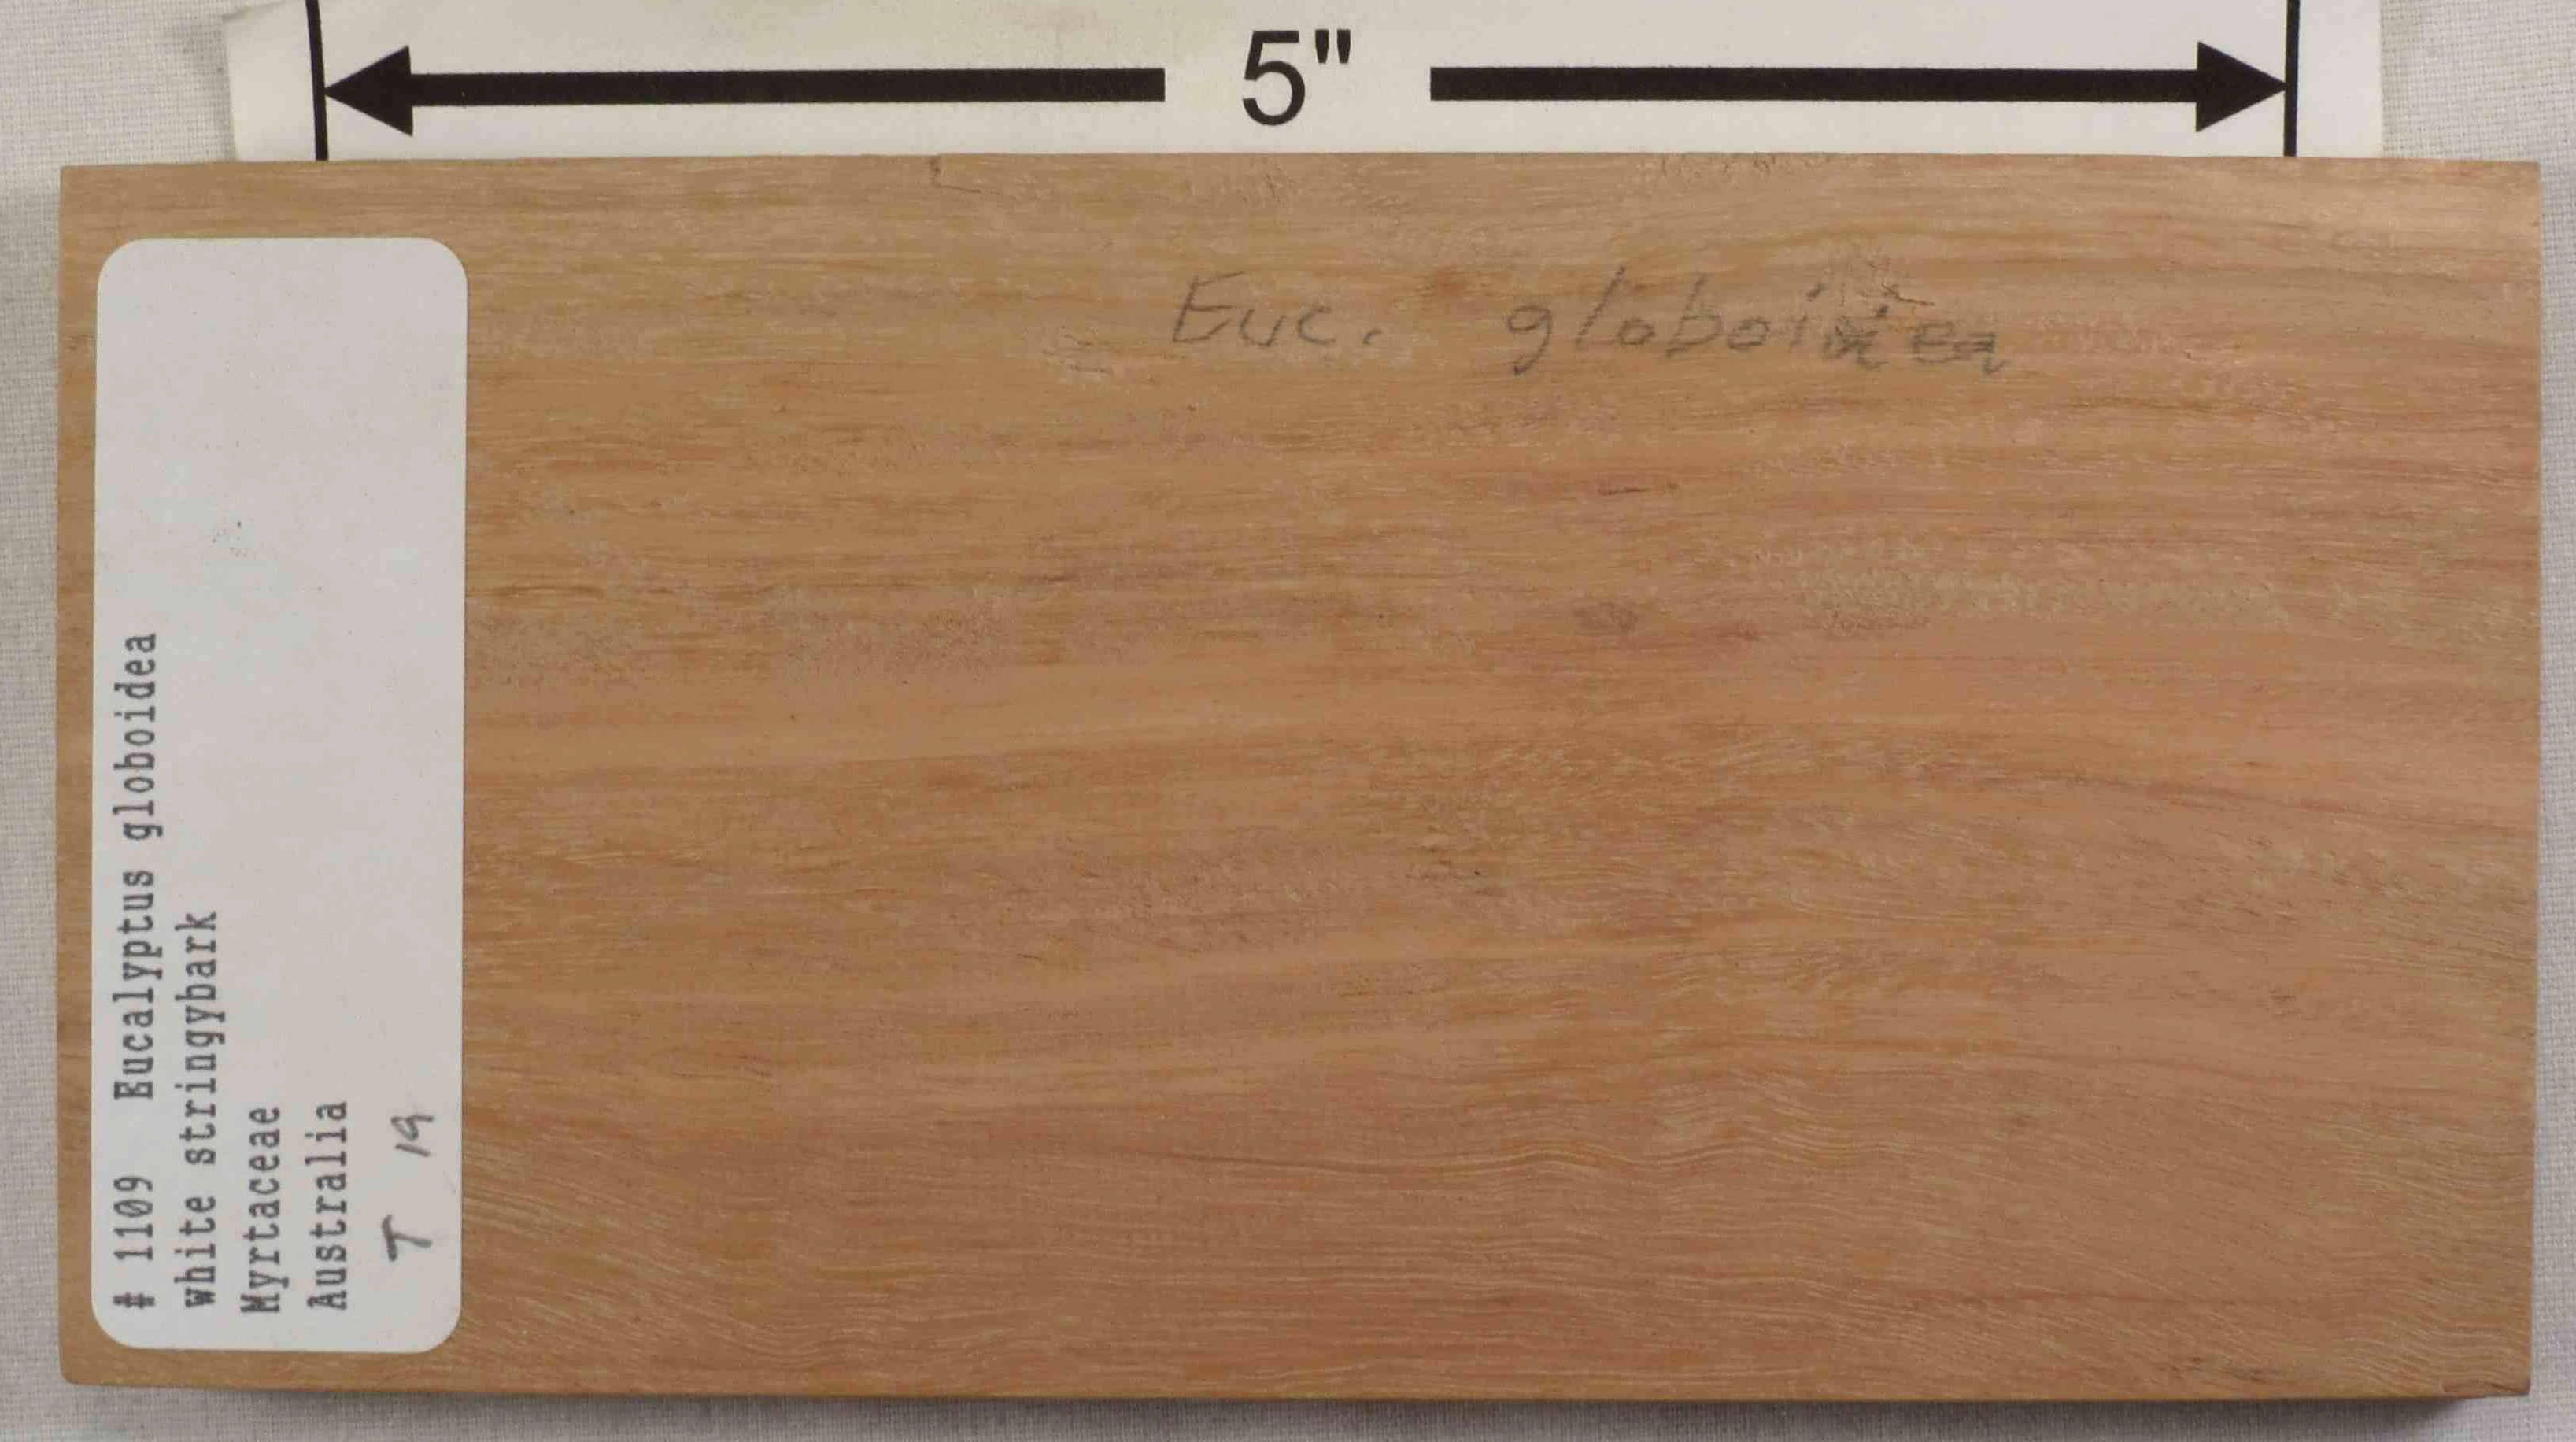 5"
Euc. globoidea
# 1109 Eucalyptus globoidea
white stringybark
Myrtaceae
Australia
T 19